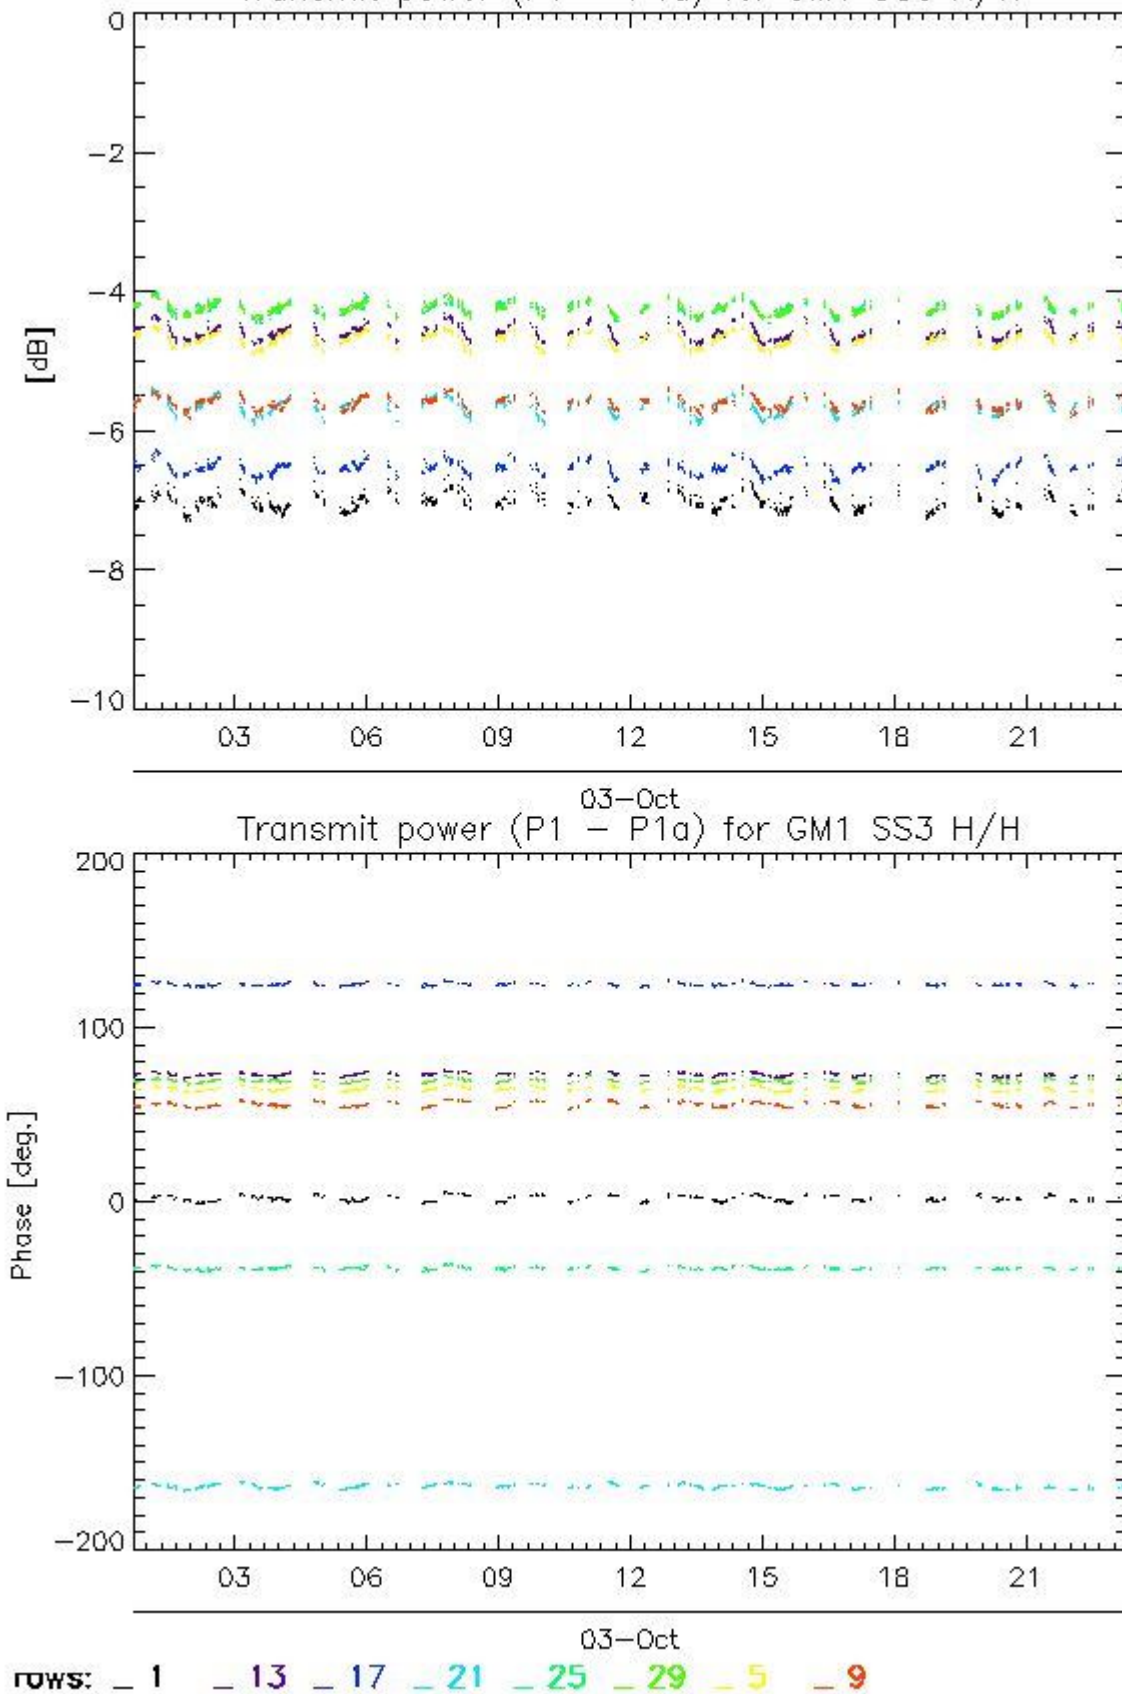 0
−2
−4
[dB]
−6
−8
−10
03 06 09 12 15 18 21
03−Oct
Transmit power (P1 − P1a) for GM1 SS3 H/H
200
100
Phase [deg.]
0
−100
−200
03 06 09 12 15 18 21
03−Oct
rows: _ 1 _ 13 _ 17 _ 21 _ 25 _ 29 _ 5 _ 9